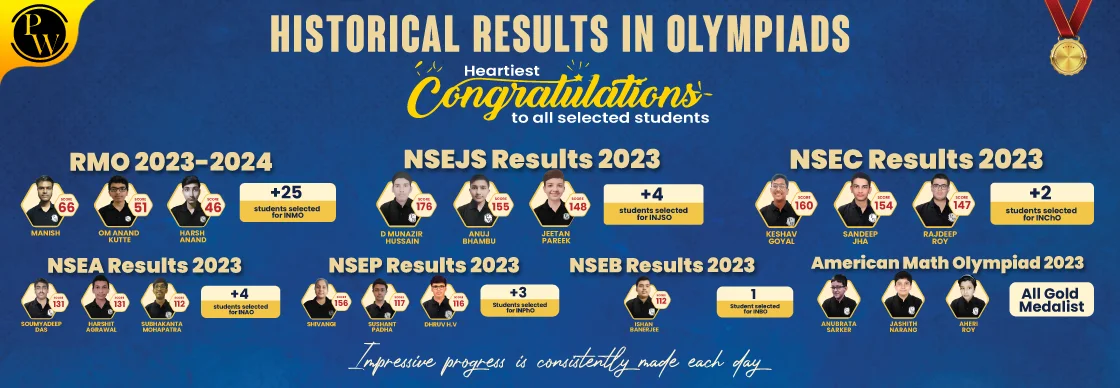 PW
HISTORICAL RESULTS IN OLYMPIADS
Heartiest
Congratulations
to all selected students
RMO 2023-2024
SCORE
66
MANISH
SCORE
51
OM ANAND
KUTTE
SCORE
46
HARSH
ANAND
+25
students selected
for INMO
NSEJS Results 2023
SCORE
176
D MUNAZIR
HUSSAIN
SCORE
155
ANUJ
BHAMBU
SCORE
148
JEETAN
PAREEK
+4
students selected
for INJSO
NSEC Results 2023
SCORE
160
KESHAV
GOYAL
SCORE
154
SANDEEP
JHA
SCORE
147
RAJDEEP
ROY
+2
students selected
for INChO
NSEA Results 2023
SCORE
131
SOUMYADEEP
DAS
SCORE
131
HARSHIT
AGRAWAL
SCORE
112
SUBHAKANTA
MOHAPATRA
+4
Students selected
for INAO
NSEP Results 2023
SCORE
156
SHIVANGI
SCORE
117
SUSHANT
PADHA
SCORE
116
DHRUV H.V
+3
Students selected
for INPhO
NSEB Results 2023
SCORE
112
ISHAN
BANERJEE
1
Students selected
for INBO
American Math Olympiad 2023
ANUBRATA
SARKER
JASHITH
NARANG
AHERI
ROY
All Gold
Medalist
Impressive progress is consistently made each day